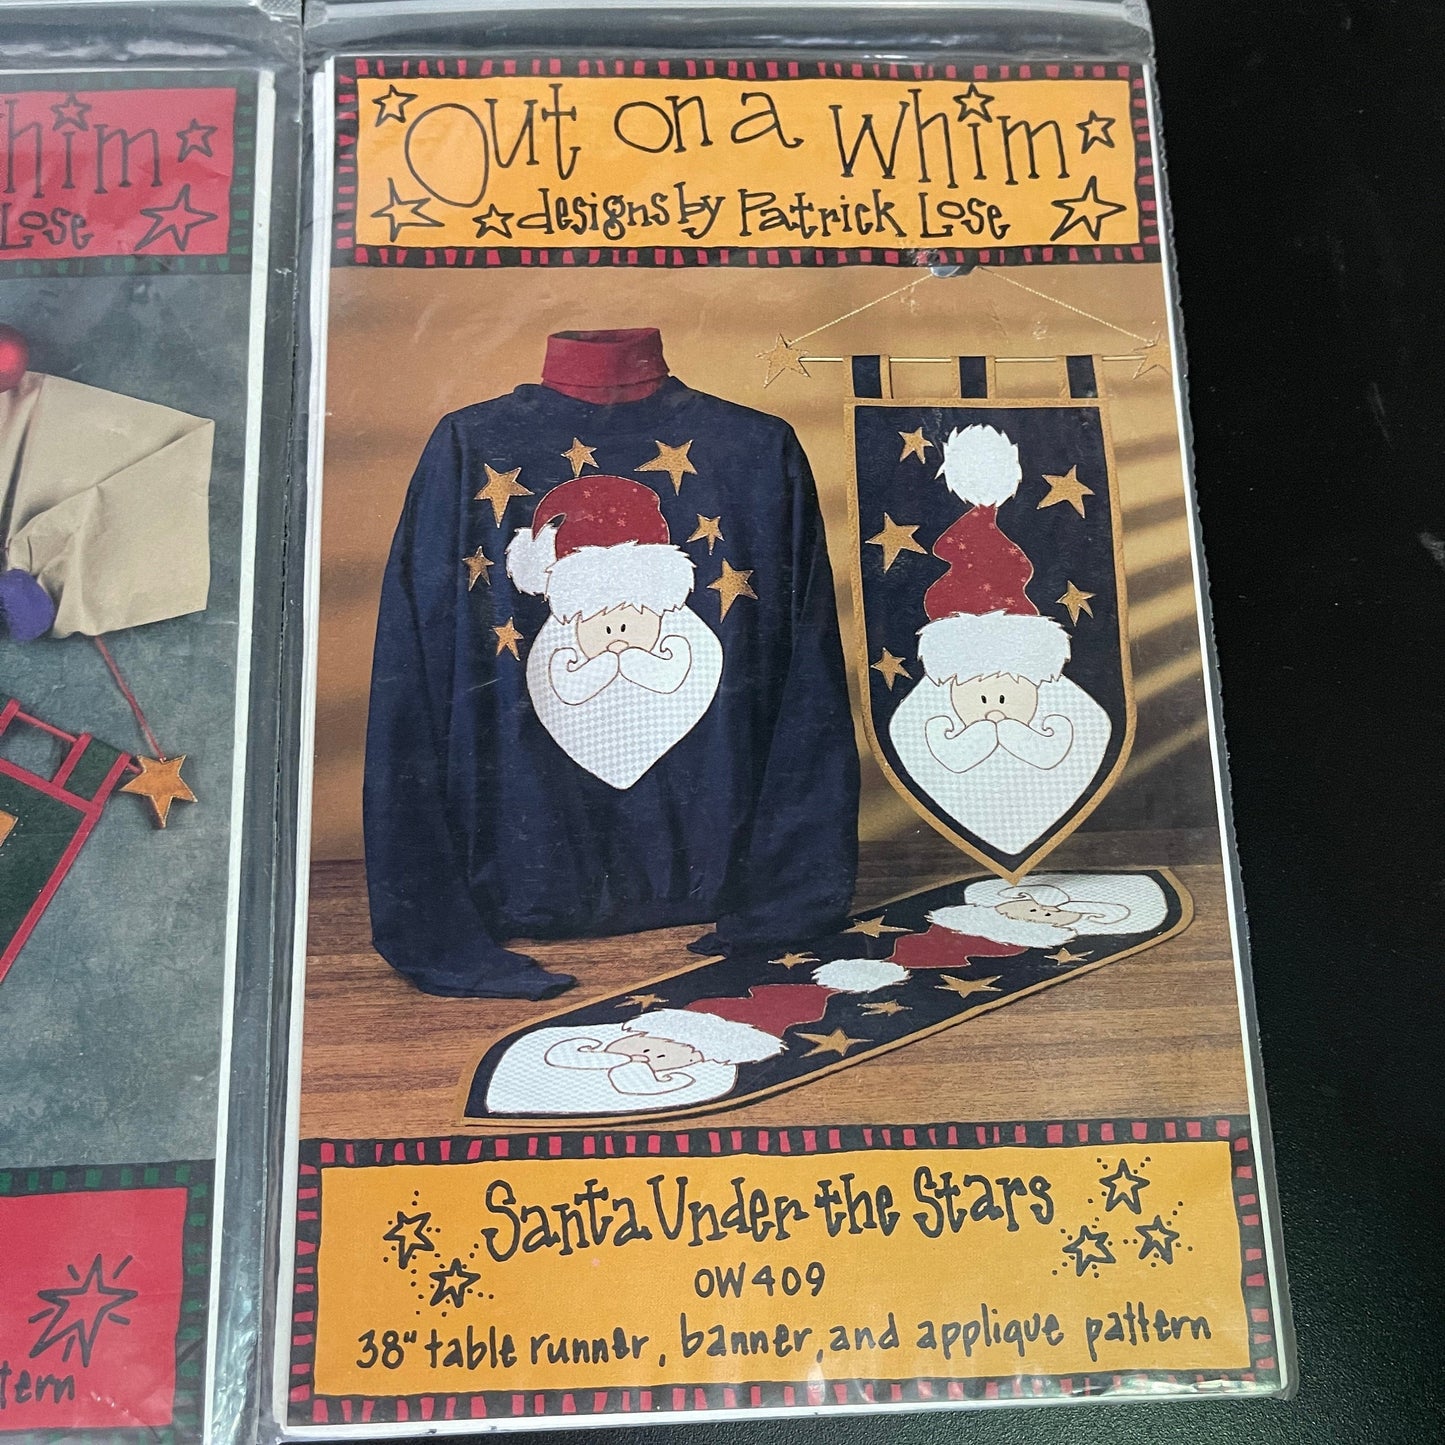 him
Lose
tern
Out on a Whim
designs by Patrick Lose
Santa Under the Stars
OW409
38" table runner, banner, and applique pattern